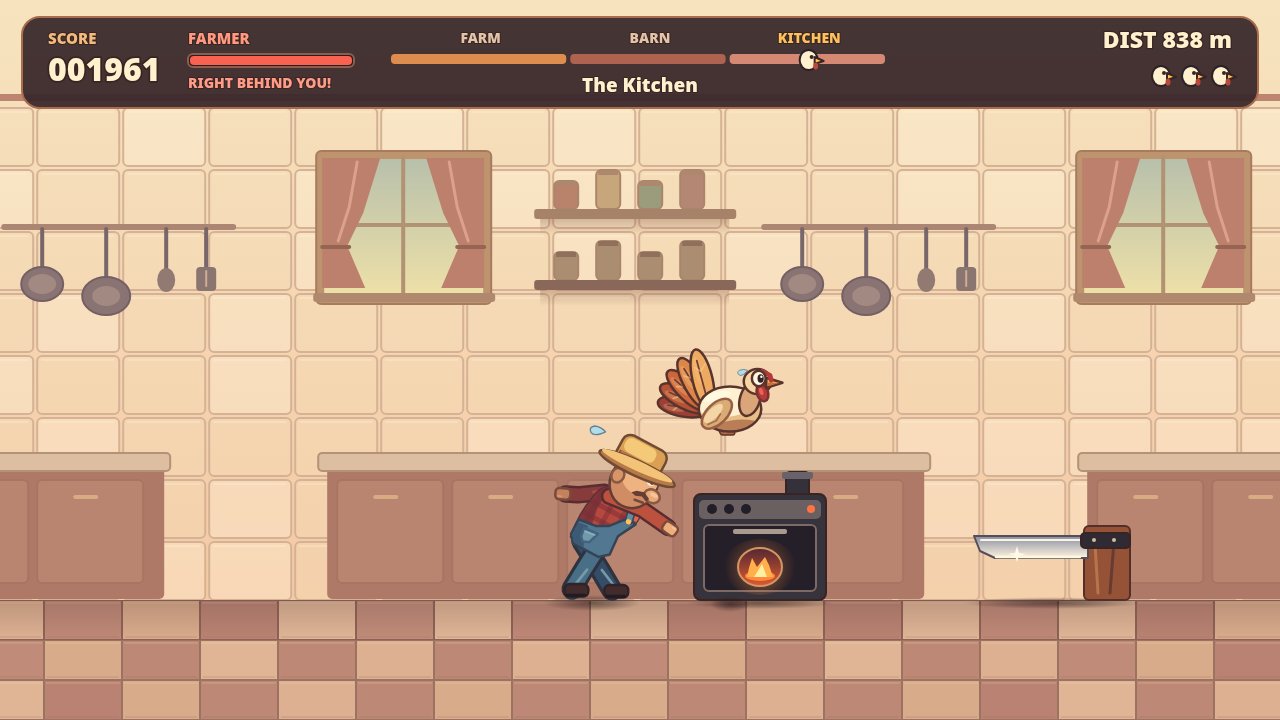 SCORE
001961
FARMER
RIGHT BEHIND YOU!
FARM
BARN
KITCHEN
The Kitchen
DIST 838 m